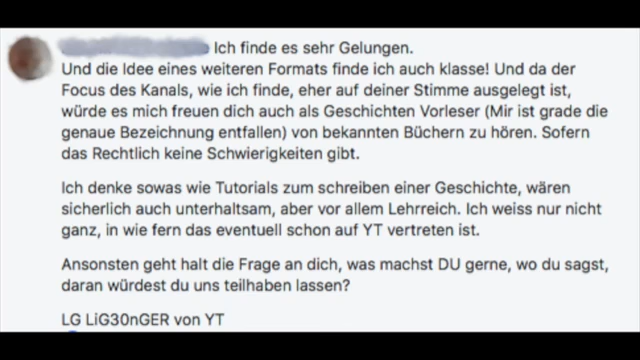 Ich finde es sehr Gelungen.
Und die Idee eines weiteren Formats finde ich auch klasse! Und da der
Focus des Kanals, wie ich finde, eher auf deiner Stimme ausgelegt ist,
würde es mich freuen dich auch als Geschichten Vorleser (Mir ist grade die
genaue Bezeichnung entfallen) von bekannten Büchern zu hören. Sofern
das Rechtlich keine Schwierigkeiten gibt.
Ich denke sowas wie Tutorials zum schreiben einer Geschichte, wären
sicherlich auch unterhaltsam, aber vor allem Lehrreich. Ich weiss nur nicht
ganz, in wie fern das eventuell schon auf YT vertreten ist.
Ansonsten geht halt die Frage an dich, was machst DU gerne, wo du sagst,
daran würdest du uns teilhaben lassen?
LG LiG30nGER von YT